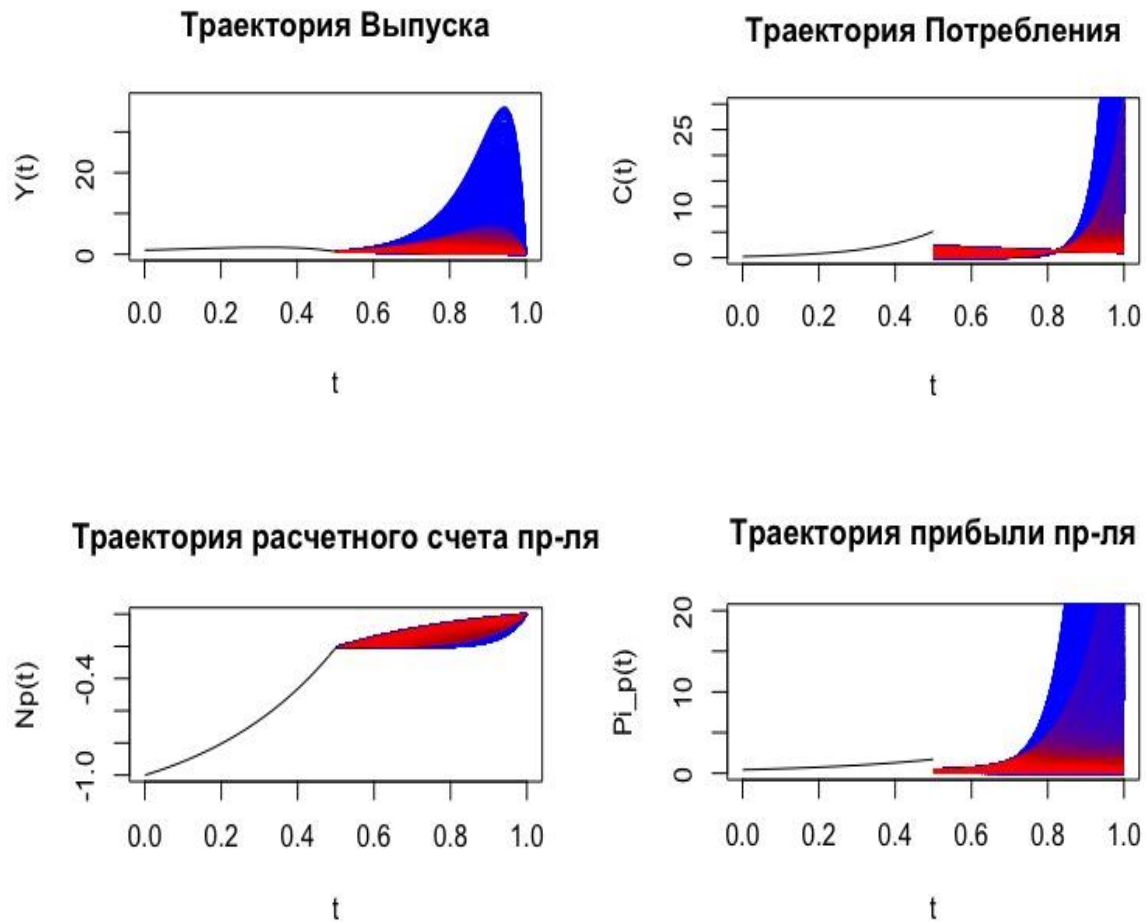 Траектория Выпуска
Y(t)
20
0
0.0 0.2 0.4 0.6 0.8 1.0
t
Траектория Потребления
C(t)
25
10
0
0.0 0.2 0.4 0.6 0.8 1.0
t
Траектория расчетного счета пр-ля
Np(t)
-0.4
-1.0
0.0 0.2 0.4 0.6 0.8 1.0
t
Траектория прибыли пр-ля
Pi_p(t)
20
10
0
0.0 0.2 0.4 0.6 0.8 1.0
t